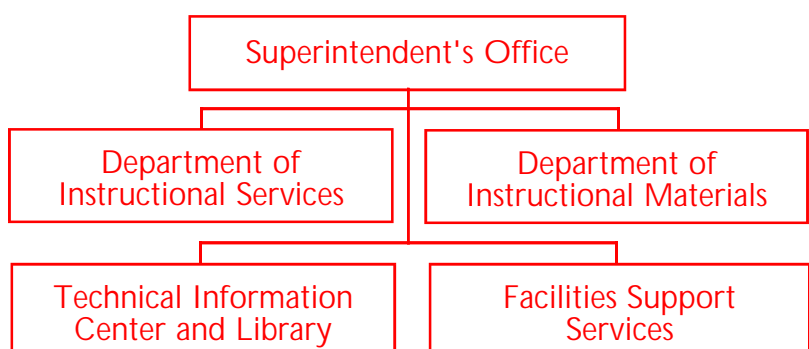 Superintendent's Office
Department of
Instructional Services
Department of
Instructional Materials
Technical Information
Center and Library
Facilities Support
Services